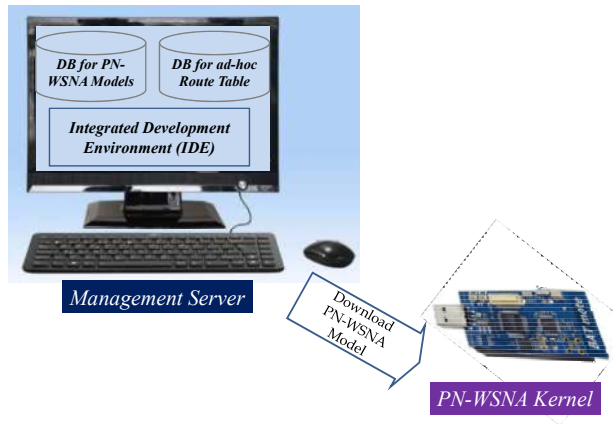 DB for PN-
WSNA Models
DB for ad-hoc
Route Table
Integrated Development
Environment (IDE)
Management Server
Download
PN-WSNA
Model
PN-WSNA Kernel